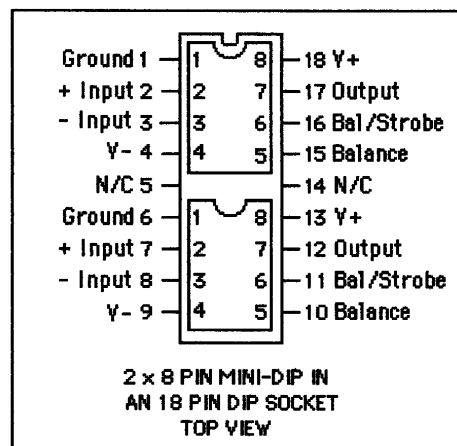 Ground 1 1 8 18 V+
+ Input 2 2 7 17 Output
- Input 3 3 6 16 Bal/Strobe
V- 4 4 5 15 Balance
N/C 5 14 N/C
Ground 6 1 8 13 V+
+ Input 7 2 7 12 Output
- Input 8 3 6 11 Bal/Strobe
V- 9 4 5 10 Balance
2 x 8 PIN MINI-DIP IN
AN 18 PIN DIP SOCKET
TOP VIEW